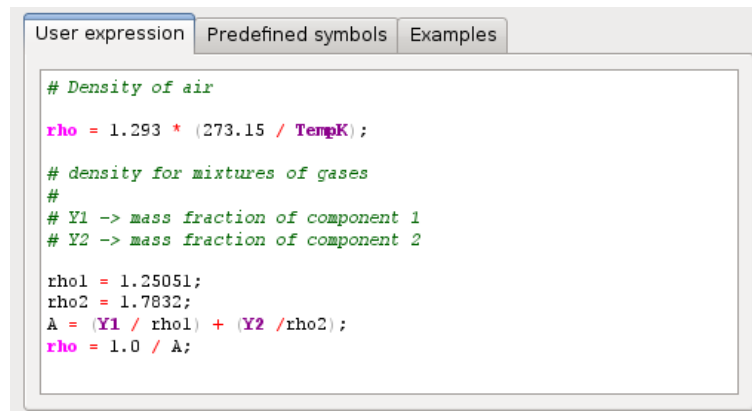 User expression Predefined symbols Examples
# Density of air
rho = 1.293 * (273.15 / TempK);
# density for mixtures of gases
#
# Y1 -> mass fraction of component 1
# Y2 -> mass fraction of component 2
rho1 = 1.25051;
rho2 = 1.7832;
A = (Y1 / rho1) + (Y2 /rho2);
rho = 1.0 / A;